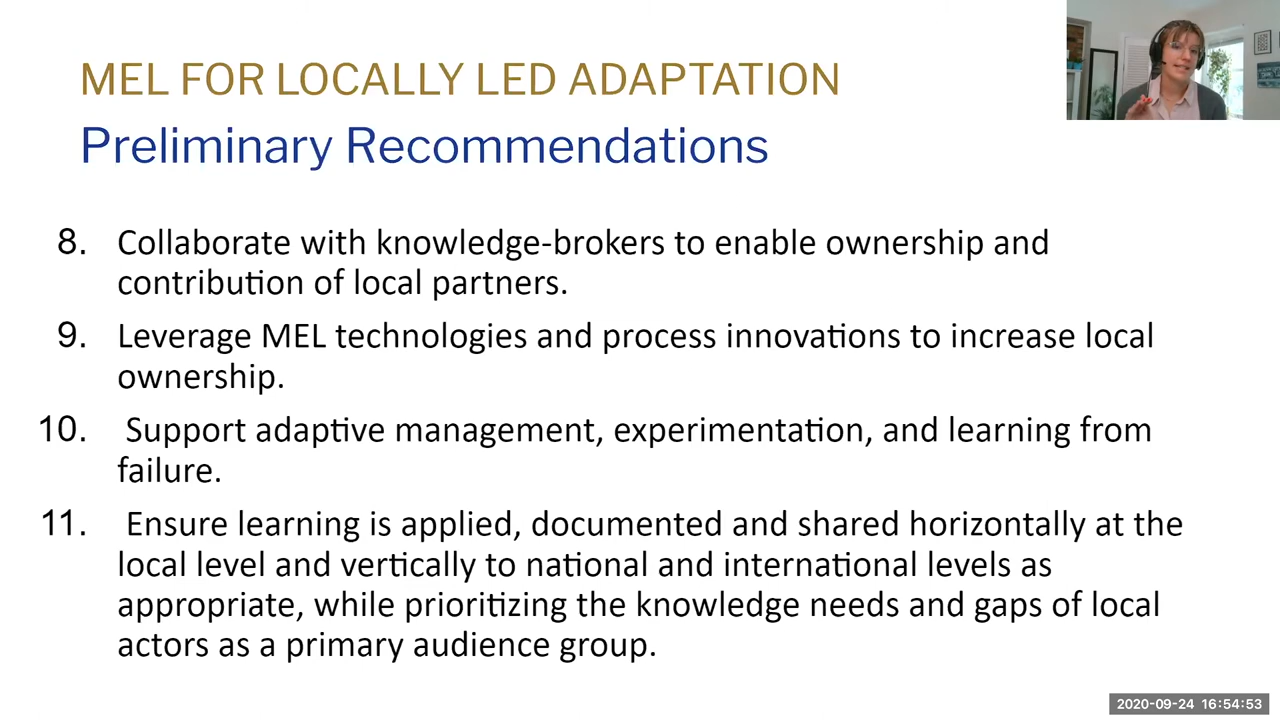 MEL FOR LOCALLY LED ADAPTATION
Preliminary Recommendations
8. Collaborate with knowledge-brokers to enable ownership and
contribution of local partners.
9. Leverage MEL technologies and process innovations to increase local
ownership.
10. Support adaptive management, experimentation, and learning from
failure.
11. Ensure learning is applied, documented and shared horizontally at the
local level and vertically to national and international levels as
appropriate, while prioritizing the knowledge needs and gaps of local
actors as a primary audience group.
2020-09-24 16:54:53